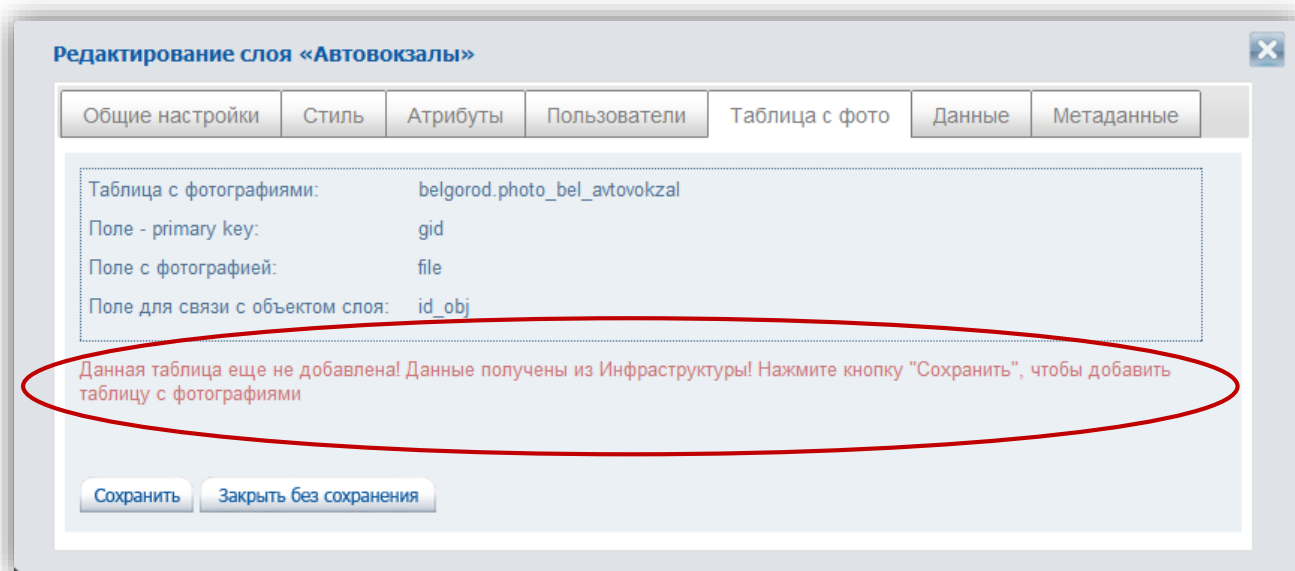 Редактирование слоя «Автовокзалы»
Общие настройки Стиль Атрибуты Пользователи Таблица с фото Данные Метаданные
Таблица с фотографиями: belgorod.photo_bel_avtovokzal
Поле - primary key: gid
Поле с фотографией: file
Поле для связи с объектом слоя: id_obj
Данная таблица еще не добавлена! Данные получены из Инфраструктуры! Нажмите кнопку "Сохранить", чтобы добавить
таблицу с фотографиями
Сохранить Закрыть без сохранения